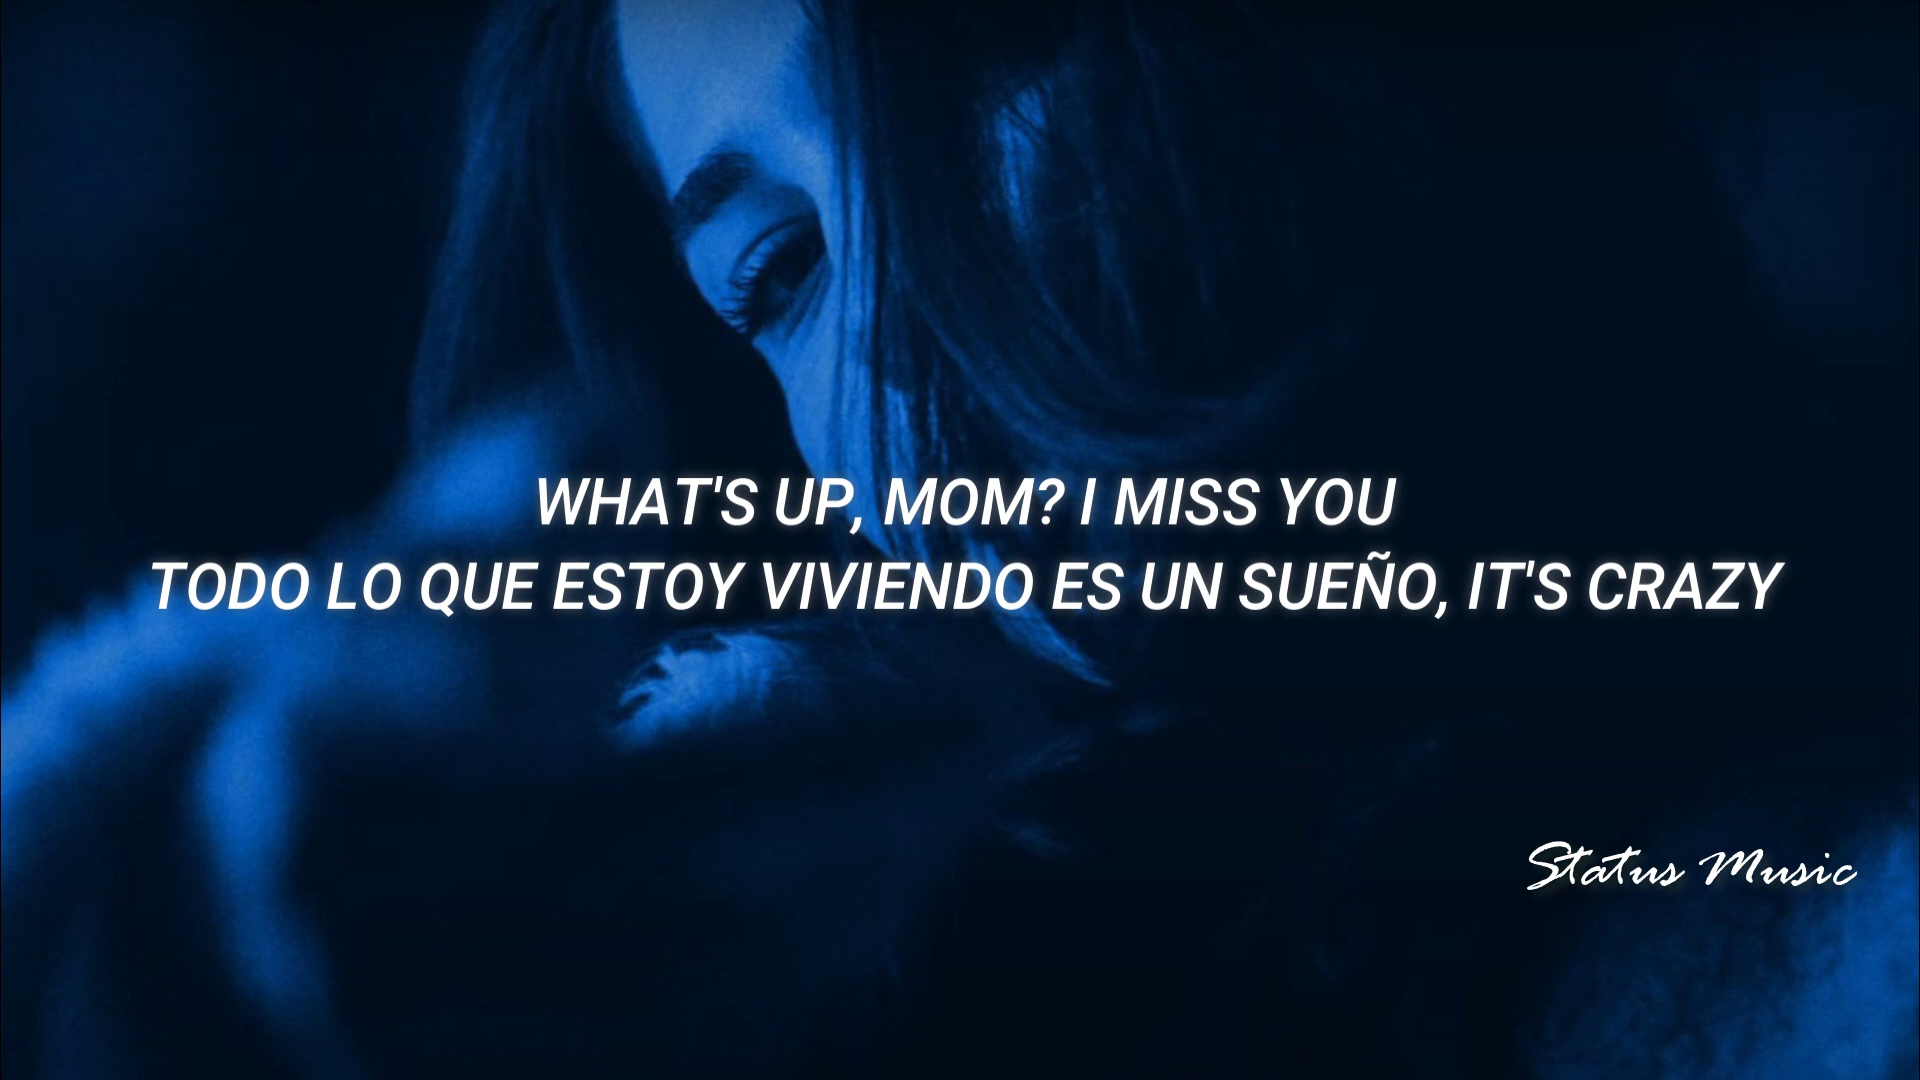 WHAT'S UP, MOM? I MISS YOU
TODO LO QUE ESTOY VIVIENDO ES UN SUEÑO, IT'S CRAZY
Status Music